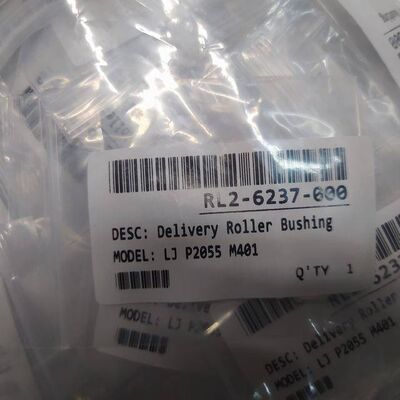 RL2-6237-000
DESC: Delivery Roller Bushing
MODEL: LJ P2055 M401
Q'TY 1
MODEL: LJ P2
DESC: Delivery Roller
MODEL: LJ P2055 M401